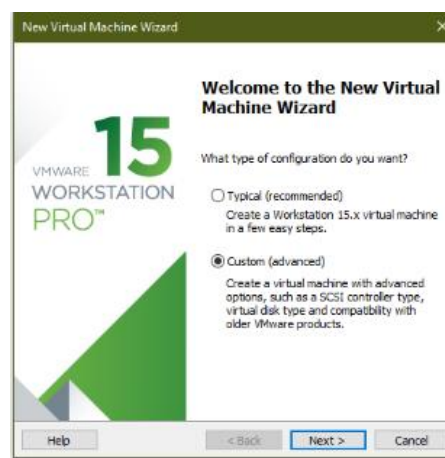 New Virtual Machine Wizard
15
VMWARE
WORKSTATION
PRO™
Welcome to the New Virtual
Machine Wizard
What type of configuration do you want?
Typical (recommended)
Create a Workstation 15.x virtual machine
in a few easy steps.
Custom (advanced)
Create a virtual machine with advanced
options, such as a SCSI controller type,
virtual disk type and compatibility with
older VMware products.
Help
< Back
Next >
Cancel